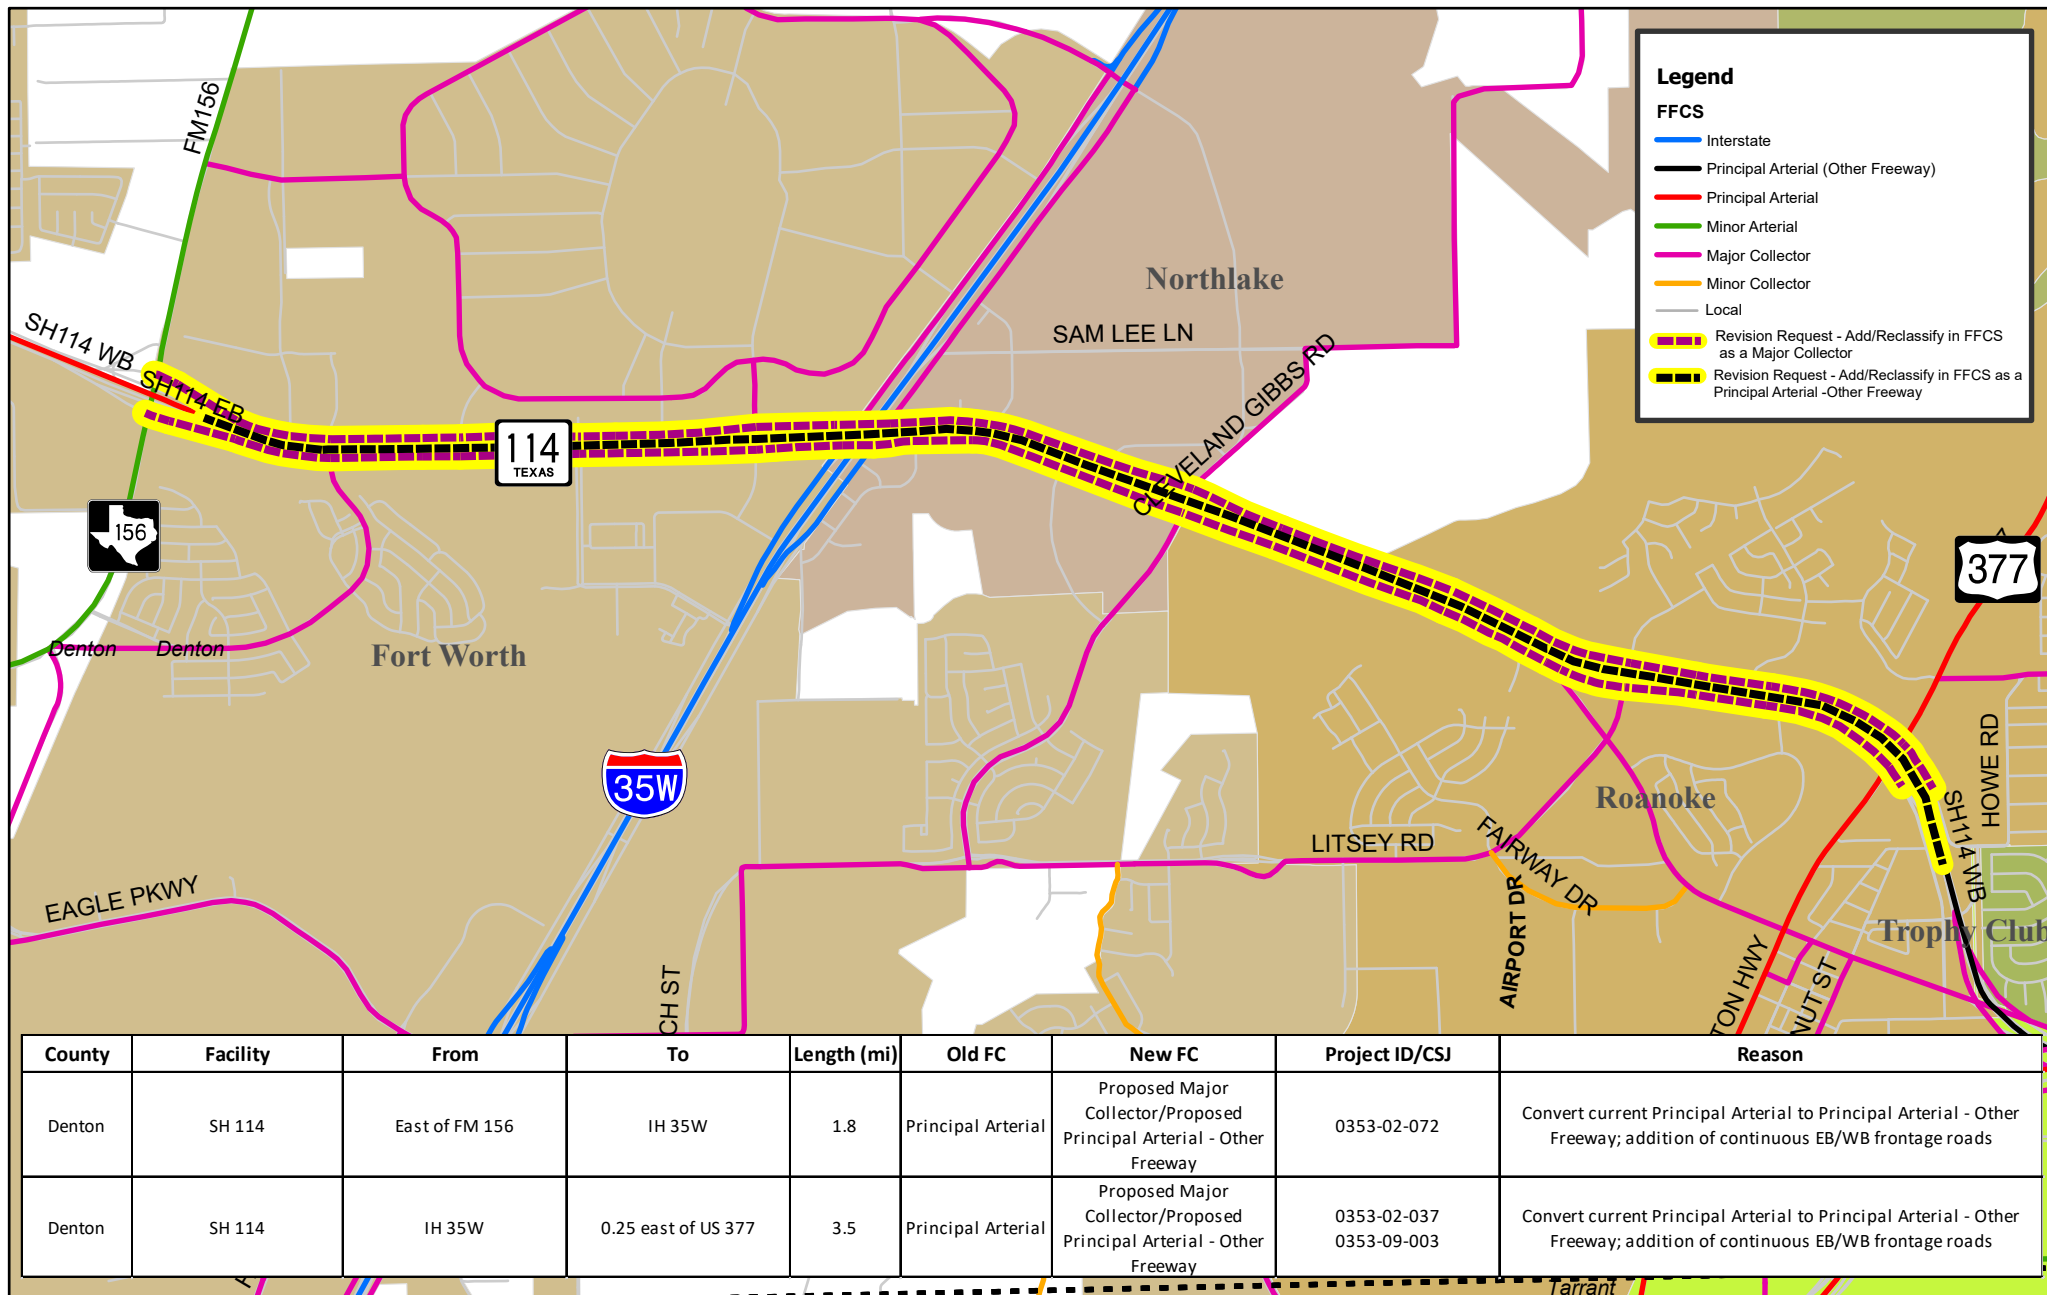 FM156
SH114 WB
SH114 EB
114
TEXAS
156
Denton
Denton
Fort Worth
35W
EAGLE PKWY
Northlake
SAM LEE LN
CLEVELAND GIBBS RD
LITSEY RD
FAIRWAY DR
AIRPORT DR
Roanoke
377
HOWE RD
SH114 WB
Trophy Club
CH ST
TON HWY
NUT ST
Legend
FFCS
Interstate
Principal Arterial (Other Freeway)
Principal Arterial
Minor Arterial
Major Collector
Minor Collector
Local
Revision Request - Add/Reclassify in FFCS
as a Major Collector
Revision Request - Add/Reclassify in FFCS as a
Principal Arterial -Other Freeway
County Facility From To Length (mi) Old FC New FC Project ID/CSJ Reason
Denton SH 114 East of FM 156 IH 35W 1.8 Principal Arterial
Proposed Major
Collector/Proposed
Principal Arterial - Other
Freeway
0353-02-072
Convert current Principal Arterial to Principal Arterial - Other
Freeway; addition of continuous EB/WB frontage roads
Denton SH 114 IH 35W 0.25 east of US 377 3.5 Principal Arterial
Proposed Major
Collector/Proposed
Principal Arterial - Other
Freeway
0353-02-037
0353-09-003
Convert current Principal Arterial to Principal Arterial - Other
Freeway; addition of continuous EB/WB frontage roads
Tarrant